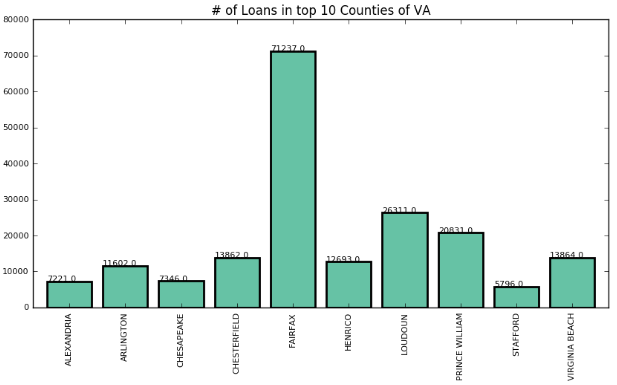 # of Loans in top 10 Counties of VA
80000
70000
60000
50000
40000
30000
20000
10000
0
7221.0
11602.0
7346.0
13862.0
71237.0
12693.0
26311.0
20831.0
5796.0
13864.0
ALEXANDRIA
ARLINGTON
CHESAPEAKE
CHESTERFIELD
FAIRFAX
HENRICO
LOUDOUN
PRINCE WILLIAM
STAFFORD
VIRGINIA BEACH